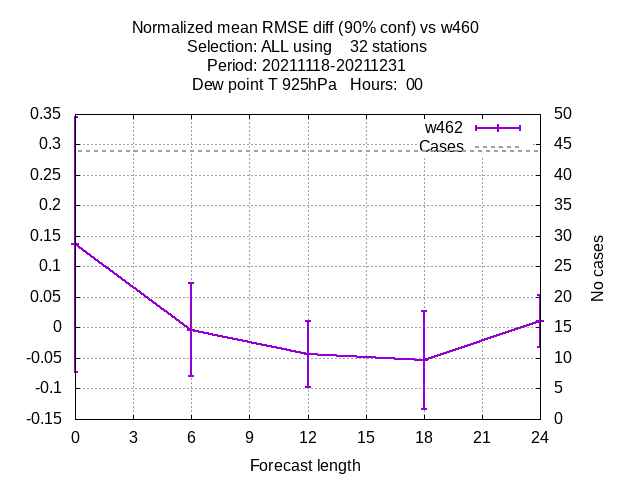 Normalized mean RMSE diff (90% conf) vs w460
Selection: ALL using    32 stations
Period: 20211118-20211231
Dew point T 925hPa   Hours:  00
w462
Cases
0.35
0.3
0.25
0.2
0.15
0.1
0.05
0
-0.05
-0.1
-0.15
50
45
40
35
30
25
20
15
10
5
0
No cases
0 3 6 9 12 15 18 21 24
Forecast length